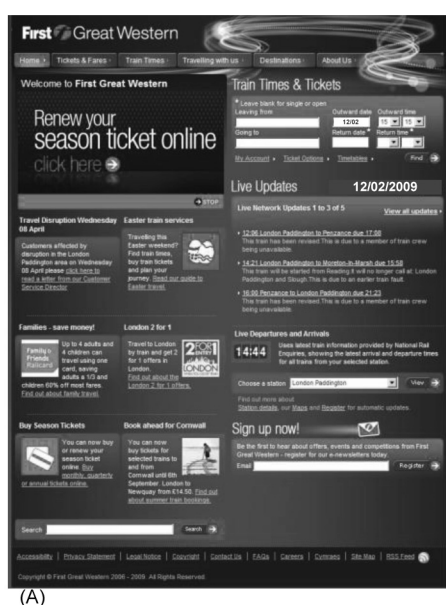 First Great Western
Home
Tickets & Fares
Train Times
Travelling with us
Destinations
About Us
Welcome to First Great Western
Renew your
season ticket online
click here
STOP
Travel Disruption Wednesday
08 April
Customers affected by
disruption in the London
Paddington area on Wednesday
08 April please click here to
read a letter from our Customer
Service Director
Easter train services
Travelling this
Easter weekend?
Find train times,
buy train tickets
and plan your
journey. Read our guide to
Easter travel.
Families - save money!
Family &
Friends
Railcard
Up to 4 adults and
4 children can
travel using one
card, saving
adults a 1/3 and
children 60% off most fares.
Find out about family travel.
London 2 for 1
Travel to London
by train and get 2
for 1 offers in
London.
Find out about the
London 2 for 1 offers.
2 FOR 1
ENTRY
LONDON
Buy Season Tickets
You can now buy
or renew your
season ticket
online. Buy
monthly, quarterly
or annual tickets online.
Book ahead for Cornwall
You can now
buy tickets for
selected trains to
and from
Cornwall until 6th
September. London to
Newquay from £14.50. Find out
about summer train bookings.
Search
Search
Train Times & Tickets
* Leave blank for single or open
Leaving from
Outward date
Outward time
12/02
15
15
Going to
Return date *
Return time *
My Account
Ticket Options
Timetables
Find
Live Updates
12/02/2009
Live Network Updates 1 to 3 of 5
View all updates
12:06 London Paddington to Penzance due 17:08
This train has been revised.This is due to a member of train crew
being unavailable.
14:21 London Paddington to Moreton-in-Marsh due 15:58
This train will be started from Reading.It will no longer call at: London
Paddington and Slough.This is due to an earlier train fault.
16:00 Penzance to London Paddington due 21:23
This train has been revised.This is due to a member of train crew
being unavailable.
Live Departures and Arrivals
14:44
Uses latest train information provided by National Rail
Enquiries, showing the latest arrival and departure times
for all trains from your selected station.
Choose a station
London Paddington
View
Find out more about
Station details, our Maps and Register for automatic updates.
Sign up now!
Be the first to hear about offers, events and competitions from First
Great Western - register for our e-newsletters today.
Email
Register
Accessibility | Privacy Statement | Legal Notice | Copyright | Contact Us | FAQs | Careers | Cymraeg | Site Map | RSS Feed
Copyright © First Great Western 2006 - 2009. All Rights Reserved.
(A)